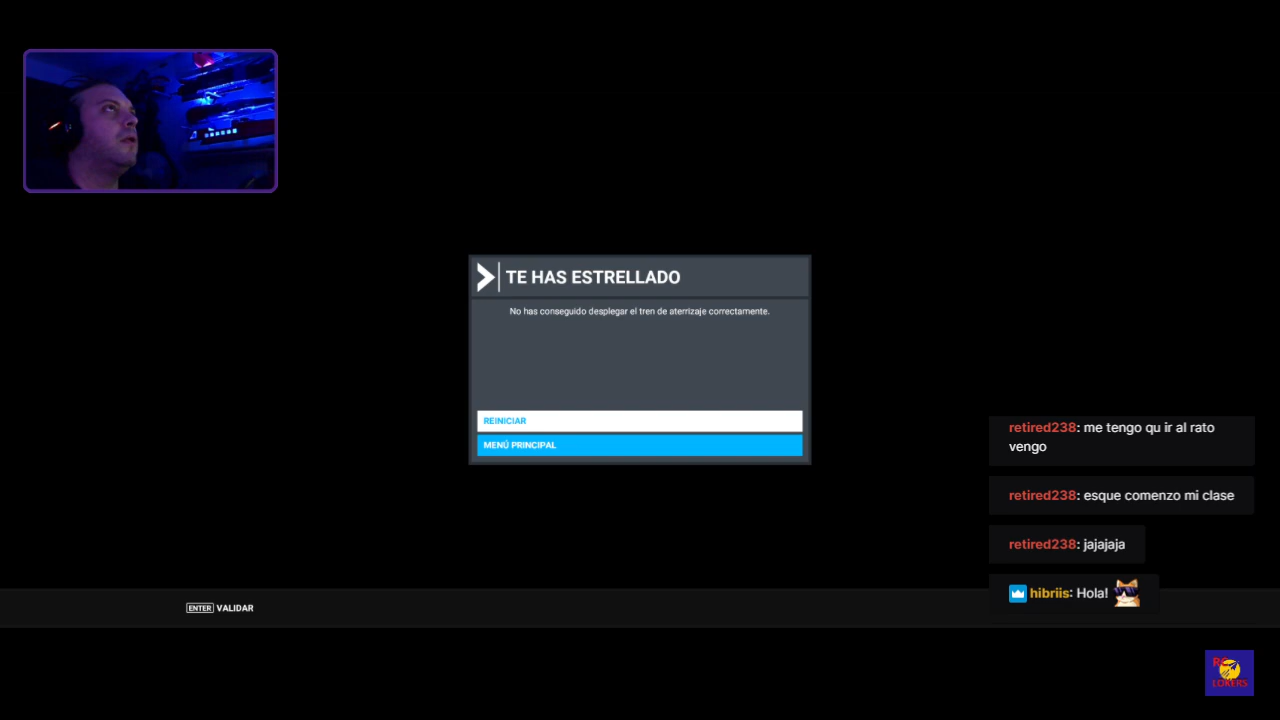 TE HAS ESTRELLADO
No has conseguido desplegar el tren de aterrizaje correctamente.
REINICIAR
MENÚ PRINCIPAL
retired238: me tengo qu ir al rato
vengo
retired238: esque comenzo mi clase
retired238: jajajaja
hibriis: Hola!
ENTER VALIDAR
LOKERS